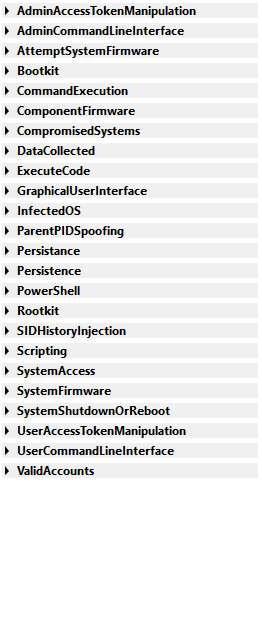 AdminAccessTokenManipulation
AdminCommandLineInterface
AttemptSystemFirmware
Bootkit
CommandExecution
ComponentFirmware
CompromisedSystems
DataCollected
ExecuteCode
GraphicalUserInterface
InfectedOS
ParentPIDSpoofing
Persistance
Persistence
PowerShell
Rootkit
SIDHistoryInjection
Scripting
SystemAccess
SystemFirmware
SystemShutdownOrReboot
UserAccessTokenManipulation
UserCommandLineInterface
ValidAccounts